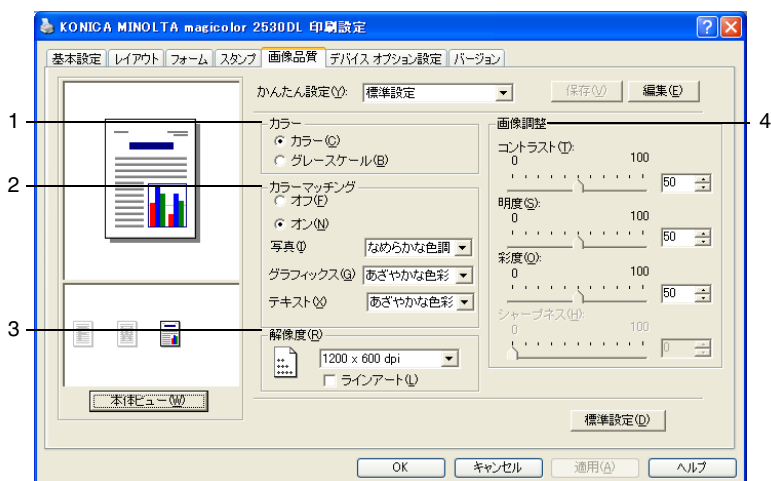 KONICA MINOLTA magicolor 2530DL 印刷設定
基本設定 レイアウト フォーム スタンプ 画像品質 デバイス オプション設定 バージョン
かんたん設定(Y): 標準設定 保存(V) 編集(E)
1
カラー
カラー(C)
グレースケール(B)
2
カラーマッチング
オフ(F)
オン(N)
写真(I) なめらかな色調
グラフィックス(G) あざやかな色彩
テキスト(X) あざやかな色彩
3
解像度(R)
1200 x 600 dpi
ラインアート(L)
4
画像調整
コントラスト(T):
0 100
50
明度(S):
0 100
50
彩度(O):
0 100
50
シャープネス(H):
0 100
0
本体ビュー(W)
標準設定(D)
OK キャンセル 適用(A) ヘルプ